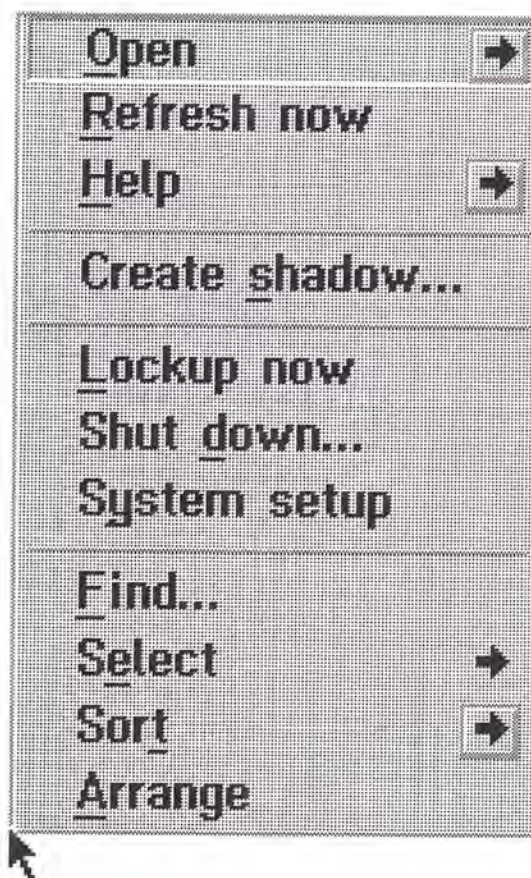 Open
Refresh now
Help
Create shadow...
Lockup now
Shut down...
System setup
Find...
Select
Sort
Arrange